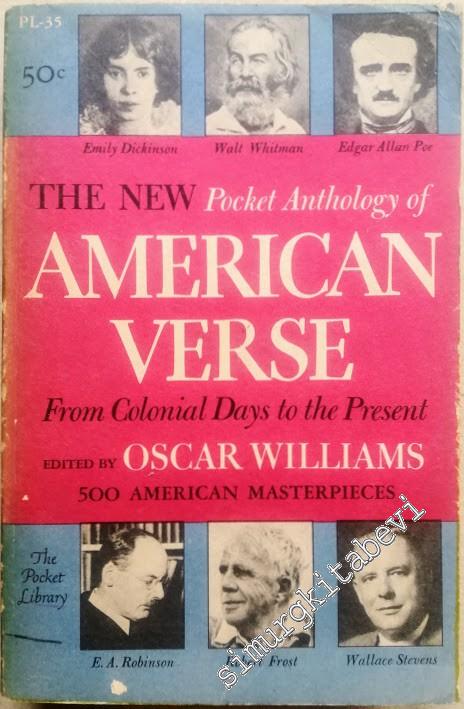 PL-35
50c
Emily Dickinson
Walt Whitman
Edgar Allan Poe
THE NEW Pocket Anthology of
AMERICAN
VERSE
From Colonial Days to the Present
EDITED BY OSCAR WILLIAMS
500 AMERICAN MASTERPIECES
The
Pocket
Library
E. A. Robinson
Robert Frost
Wallace Stevens
simurgkitabevi